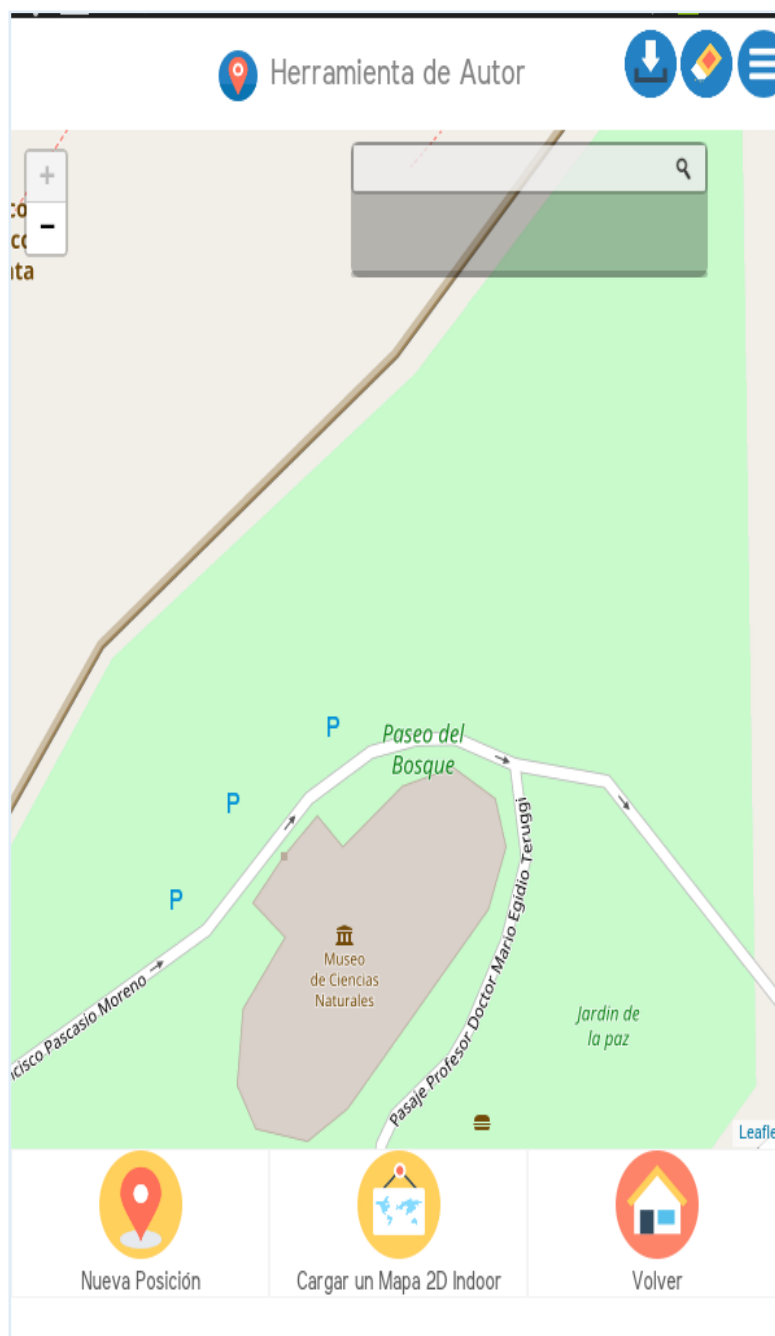 Herramienta de Autor
+
−
ata
Paseo del
Bosque
P
P
P
Museo
de Ciencias
Naturales
Pasaje Profesor Doctor Mario Egidio Teruggi
cisco Pascasio Moreno
Jardin de
la paz
Leafle
Nueva Posición
Cargar un Mapa 2D Indoor
Volver